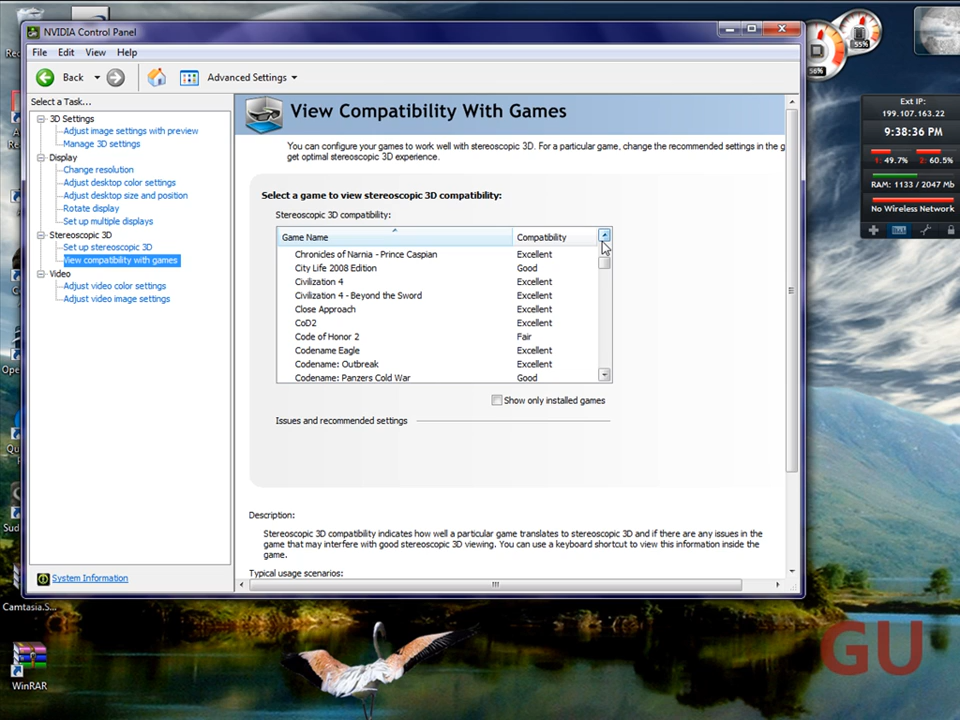 NVIDIA Control Panel
File Edit View Help
Back Advanced Settings
Select a Task...
3D Settings
Adjust image settings with preview
Manage 3D settings
Display
Change resolution
Adjust desktop color settings
Adjust desktop size and position
Rotate display
Set up multiple displays
Stereoscopic 3D
Set up stereoscopic 3D
View compatibility with games
Video
Adjust video color settings
Adjust video image settings
System Information
View Compatibility With Games
You can configure your games to work well with stereoscopic 3D. For a particular game, change the recommended settings in the g
get optimal stereoscopic 3D experience.
Select a game to view stereoscopic 3D compatibility:
Stereoscopic 3D compatibility:
Game Name Compatibility
Chronicles of Narnia - Prince Caspian Excellent
City Life 2008 Edition Good
Civilization 4 Excellent
Civilization 4 - Beyond the Sword Excellent
Close Approach Excellent
CoD2 Excellent
Code of Honor 2 Fair
Codename Eagle Excellent
Codename: Outbreak Excellent
Codename: Panzers Cold War Good
Show only installed games
Issues and recommended settings
Description:
Stereoscopic 3D compatibility indicates how well a particular game translates to stereoscopic 3D and if there are any issues in the
game that may interfere with good stereoscopic 3D viewing. You can use a keyboard shortcut to view this information inside the
game.
Typical usage scenarios:
55%
56%
Ext IP:
199.107.163.22
9:38:36 PM
1: 49.7% 2: 60.5%
RAM: 1133 / 2047 Mb
No Wireless Network
Camtasia.S...
WinRAR
GU